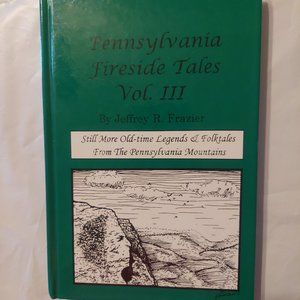 Pennsylvania
Fireside Tales
Vol. III
By Jeffrey R. Frazier
Still More Old-time Legends & Folktales
From The Pennsylvania Mountains